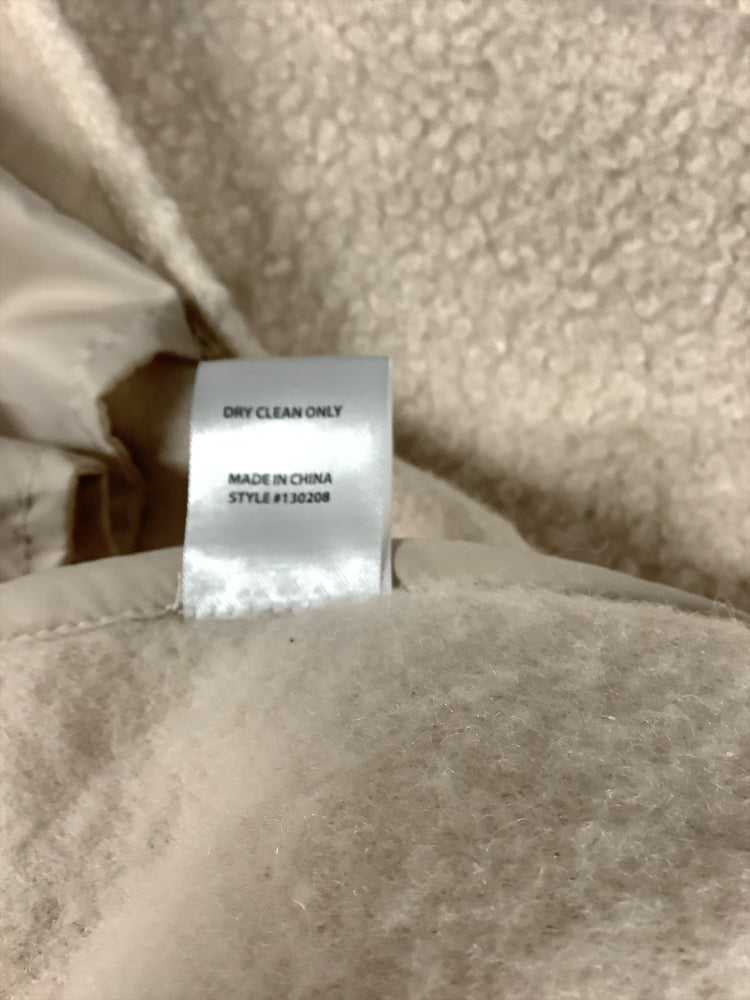 DRY CLEAN ONLY
MADE IN CHINA
STYLE #130208